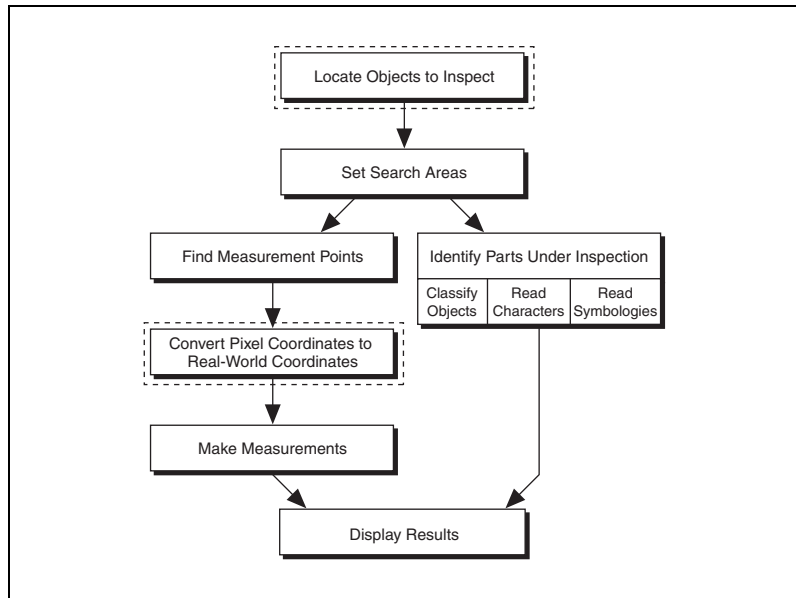 Locate Objects to Inspect
Set Search Areas
Find Measurement Points
Identify Parts Under Inspection
Classify
Objects
Read
Characters
Read
Symbologies
Convert Pixel Coordinates to
Real-World Coordinates
Make Measurements
Display Results